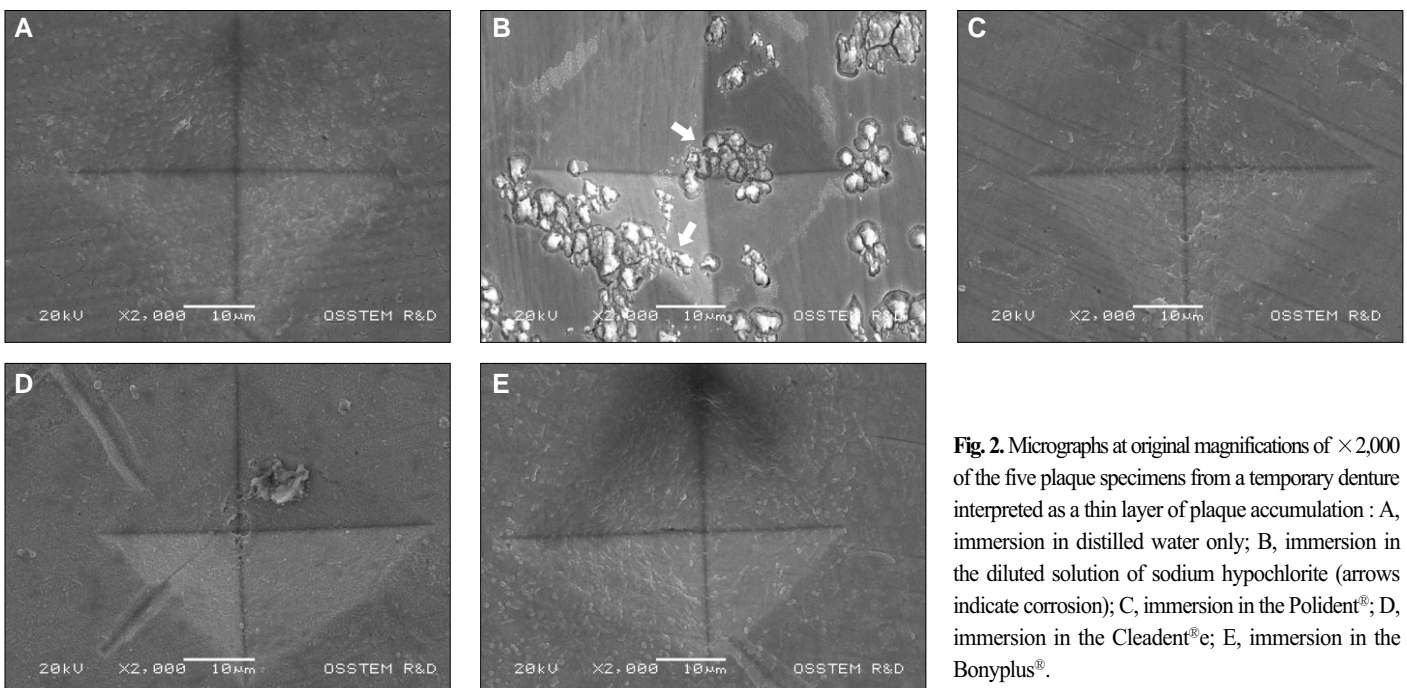 A
20kV X2,000 10µm OSSTEM R&D
B
20kV X2,000 10µm OSSTEM R&D
C
20kV X2,000 10µm OSSTEM R&D
D
20kV X2,000 10µm OSSTEM R&D
E
20kV X2,000 10µm OSSTEM R&D
Fig. 2. Micrographs at original magnifications of ×2,000
of the five plaque specimens from a temporary denture
interpreted as a thin layer of plaque accumulation : A,
immersion in distilled water only; B, immersion in
the diluted solution of sodium hypochlorite (arrows
indicate corrosion); C, immersion in the Polident®; D,
immersion in the Cleadent®e; E, immersion in the
Bonyplus®.